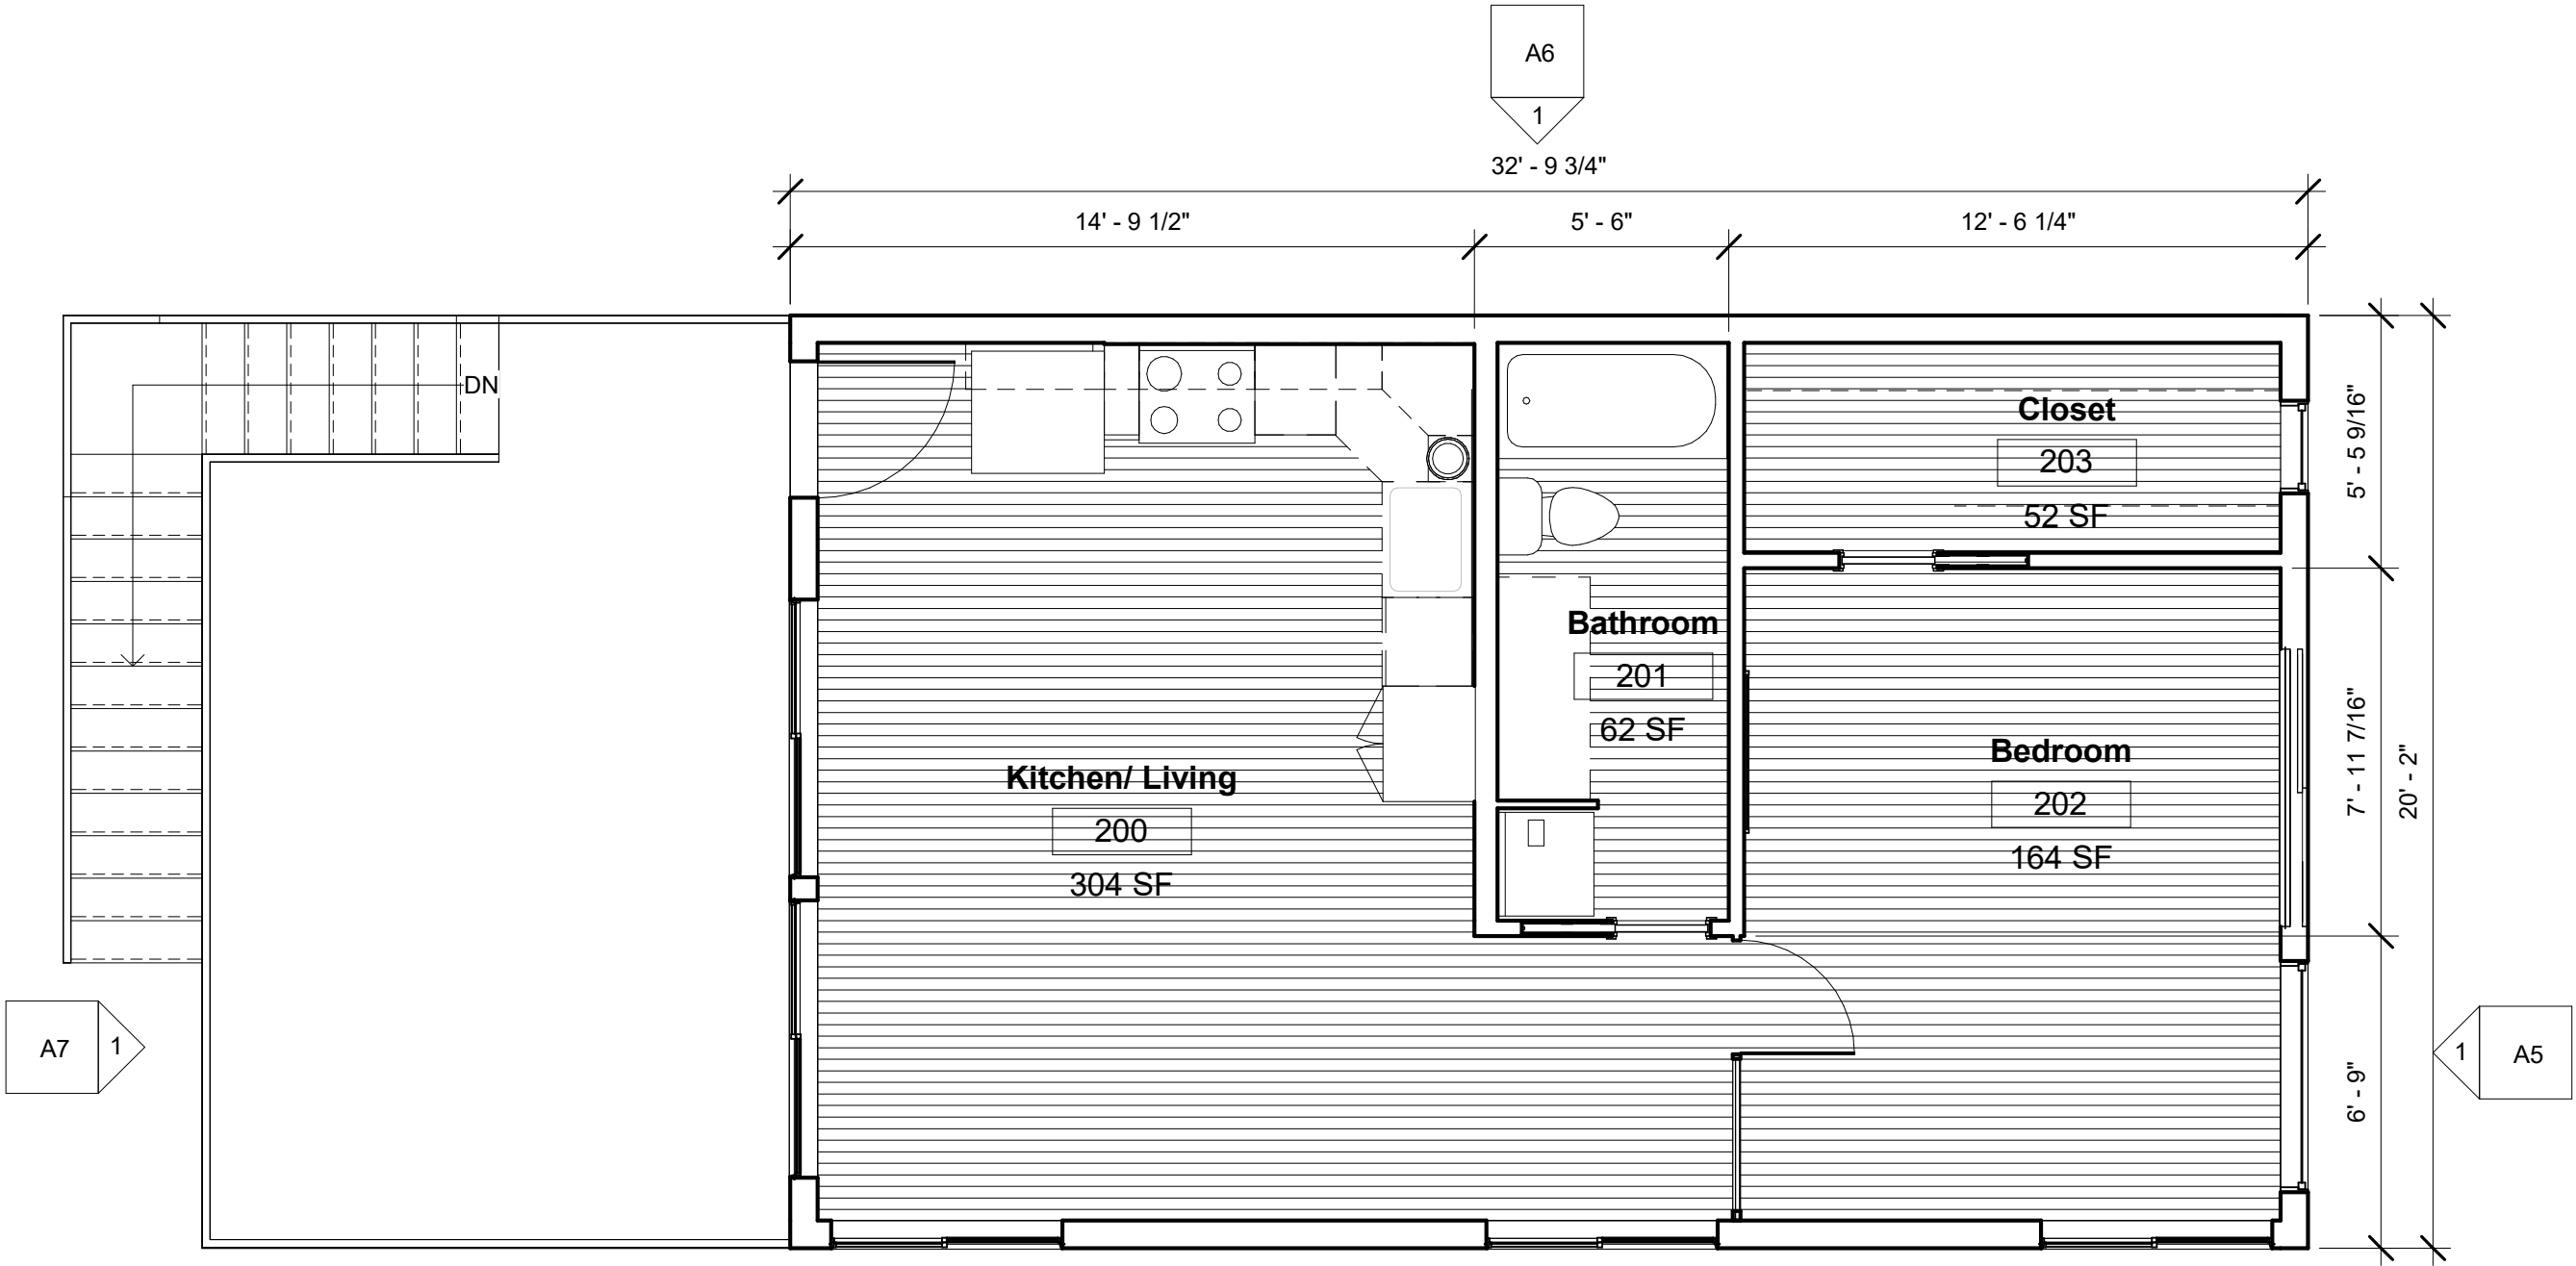 A6
1
32' - 9 3/4"
14' - 9 1/2"
5' - 6"
12' - 6 1/4"
DN
Closet
203
52 SF
5' - 5 9/16"
Bathroom
201
62 SF
Kitchen/ Living
200
304 SF
Bedroom
202
164 SF
7' - 11 7/16"
20' - 2"
A7
1
1
A5
6' - 9"